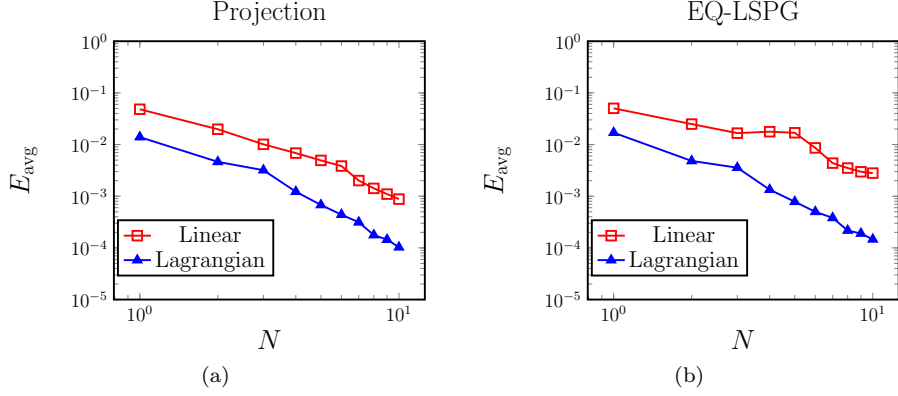 Projection
10^0
10^-1
10^-2
10^-3
10^-4
10^-5
E_avg
Linear
Lagrangian
10^0
10^1
N
(a)
EQ-LSPG
10^0
10^-1
10^-2
10^-3
10^-4
10^-5
E_avg
Linear
Lagrangian
10^0
10^1
N
(b)